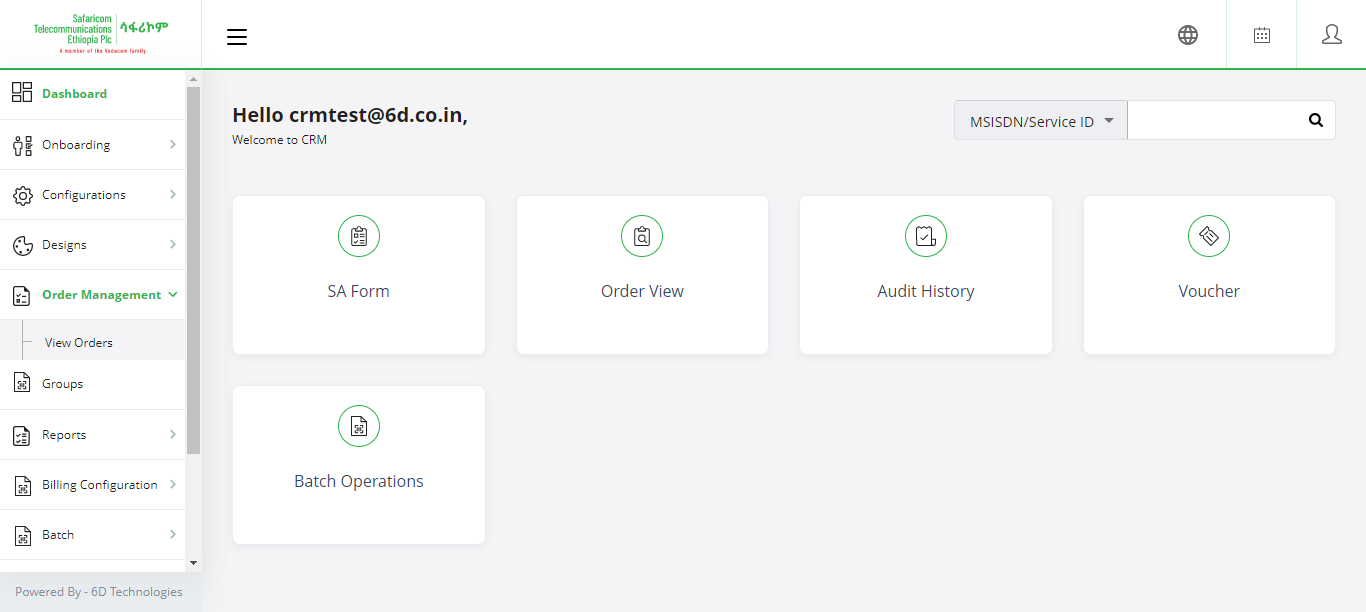 Safaricom
Telecommunications
Ethiopia Plc
ሳፋሪኮም
A member of the Vodacom family
Dashboard
Onboarding
Configurations
Designs
Order Management
View Orders
Groups
Reports
Billing Configuration
Batch
Powered By - 6D Technologies
Hello crmtest@6d.co.in,
Welcome to CRM
MSISDN/Service ID
SA Form
Order View
Audit History
Voucher
Batch Operations